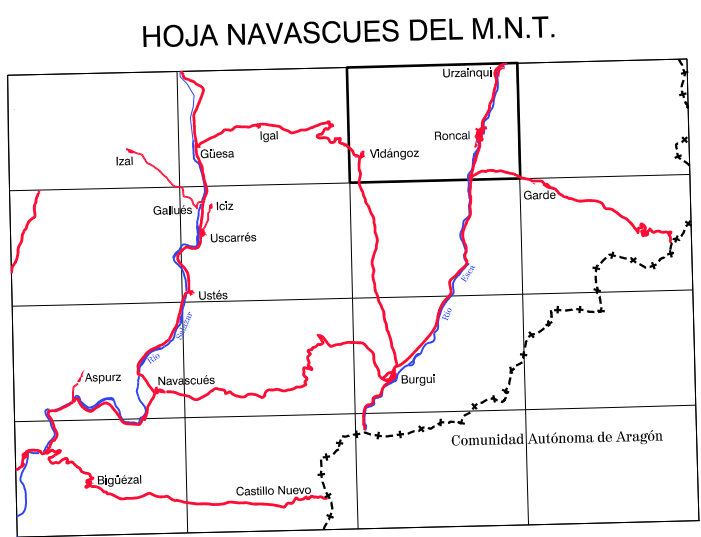 HOJA NAVASCUES DEL M.N.T.
Urzainqui
Igal
Roncal
Izal
Güesa
Vidángoz
Garde
Gallués
Iciz
Uscarrés
Esca
Ustés
Río
Salazar
Río
Aspurz
Navascués
Burgui
Comunidad Autónoma de Aragón
Bigüézal
Castillo Nuevo